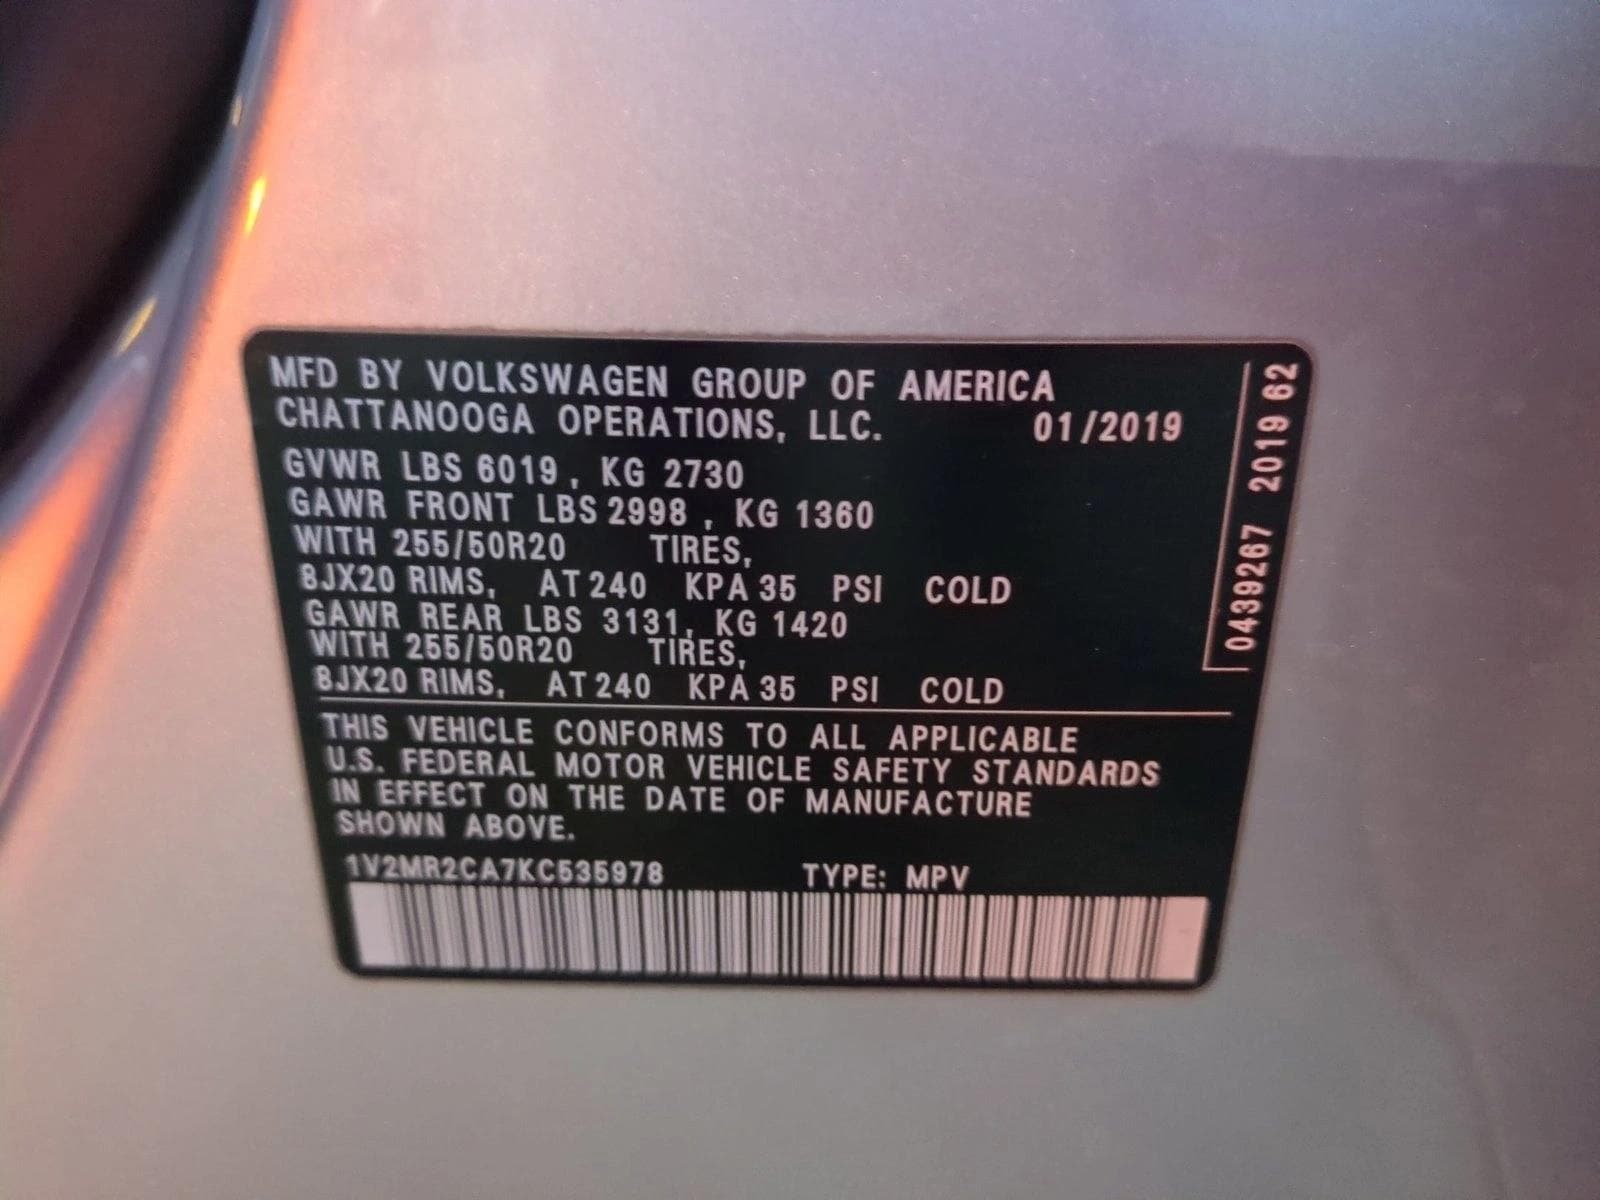 MFD BY VOLKSWAGEN GROUP OF AMERICA
CHATTANOOGA OPERATIONS, LLC. 01/2019
GVWR LBS 6019, KG 2730
GAWR FRONT LBS 2998, KG 1360
WITH 255/50R20 TIRES,
8JX20 RIMS, AT 240 KPA 35 PSI COLD
GAWR REAR LBS 3131, KG 1420
WITH 255/50R20 TIRES,
8JX20 RIMS, AT 240 KPA 35 PSI COLD
THIS VEHICLE CONFORMS TO ALL APPLICABLE
U.S. FEDERAL MOTOR VEHICLE SAFETY STANDARDS
IN EFFECT ON THE DATE OF MANUFACTURE
SHOWN ABOVE.
1V2MR2CA7KC535978 TYPE: MPV
0439267 2019 62